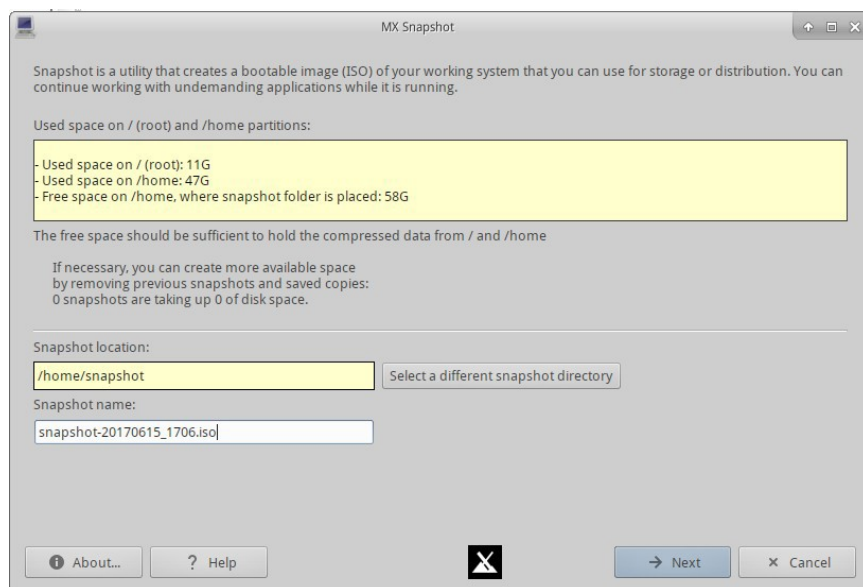 MX Snapshot
Snapshot is a utility that creates a bootable image (ISO) of your working system that you can use for storage or distribution. You can
continue working with undemanding applications while it is running.
Used space on / (root) and /home partitions:
- Used space on / (root): 11G
- Used space on /home: 47G
- Free space on /home, where snapshot folder is placed: 58G
The free space should be sufficient to hold the compressed data from / and /home
If necessary, you can create more available space
by removing previous snapshots and saved copies:
0 snapshots are taking up 0 of disk space.
Snapshot location:
/home/snapshot
Select a different snapshot directory
Snapshot name:
snapshot-20170615_1706.iso
About...
? Help
Next
Cancel